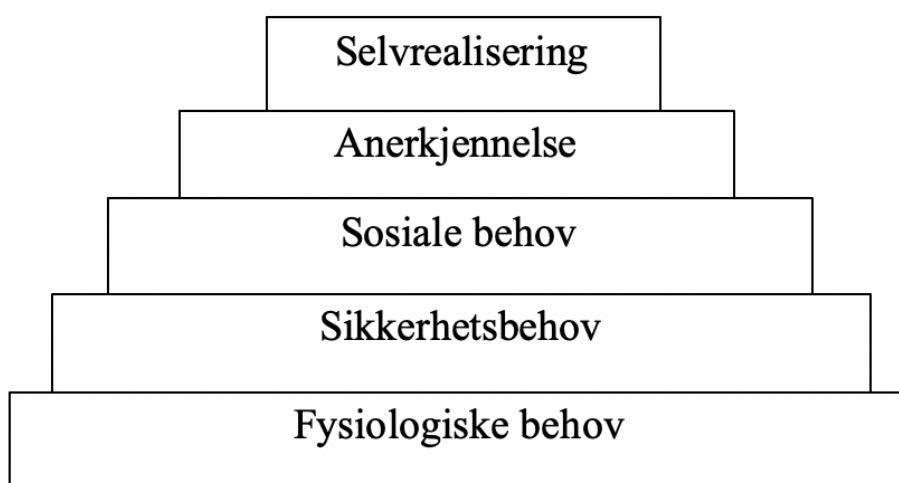 Selvrealisering
Anerkjennelse
Sosiale behov
Sikkerhetsbehov
Fysiologiske behov